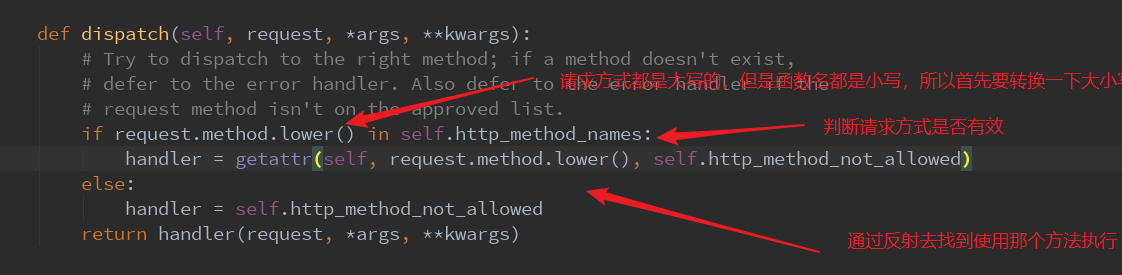 def dispatch(self, request, *args, **kwargs):
# Try to dispatch to the right method; if a method doesn't exist,
请求方式都是大写的，但是函数名都是小写，所以首先要转换一下大小写
# defer to the error handler. Also defer to the error handler if the
# request method isn't on the approved list.
判断请求方式是否有效
if request.method.lower() in self.http_method_names:
handler = getattr(self, request.method.lower(), self.http_method_not_allowed)
else:
handler = self.http_method_not_allowed
return handler(request, *args, **kwargs)
通过反射去找到使用那个方法执行